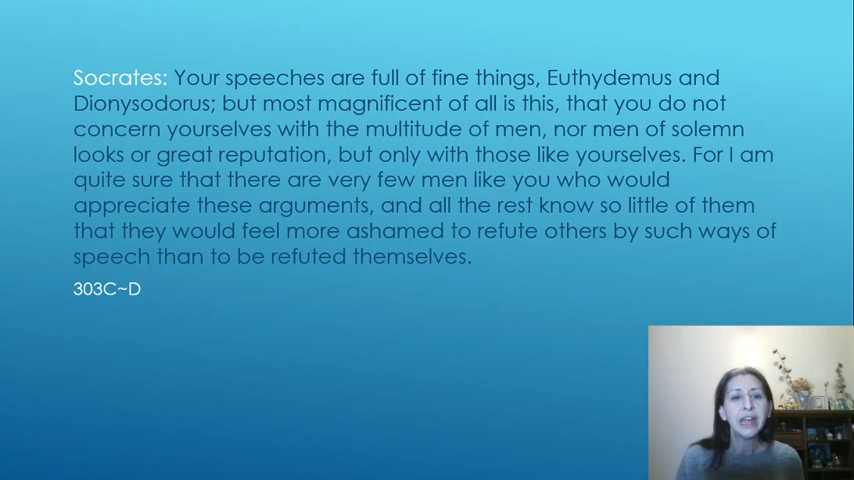 Socrates: Your speeches are full of fine things, Euthydemus and
Dionysodorus; but most magnificent of all is this, that you do not
concern yourselves with the multitude of men, nor men of solemn
looks or great reputation, but only with those like yourselves. For I am
quite sure that there are very few men like you who would
appreciate these arguments, and all the rest know so little of them
that they would feel more ashamed to refute others by such ways of
speech than to be refuted themselves.
303C~D